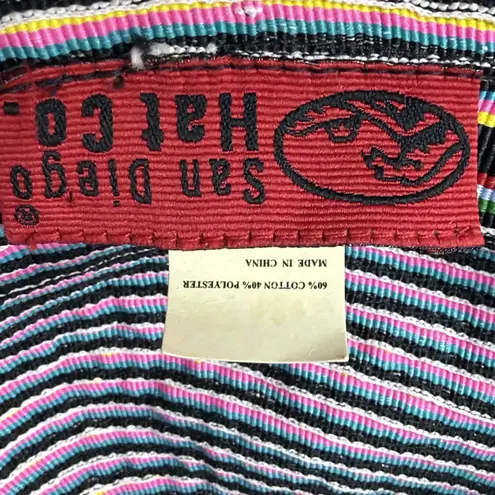 San Diego
Hat Co.
®
60% COTTON 40% POLYESTER
MADE IN CHINA